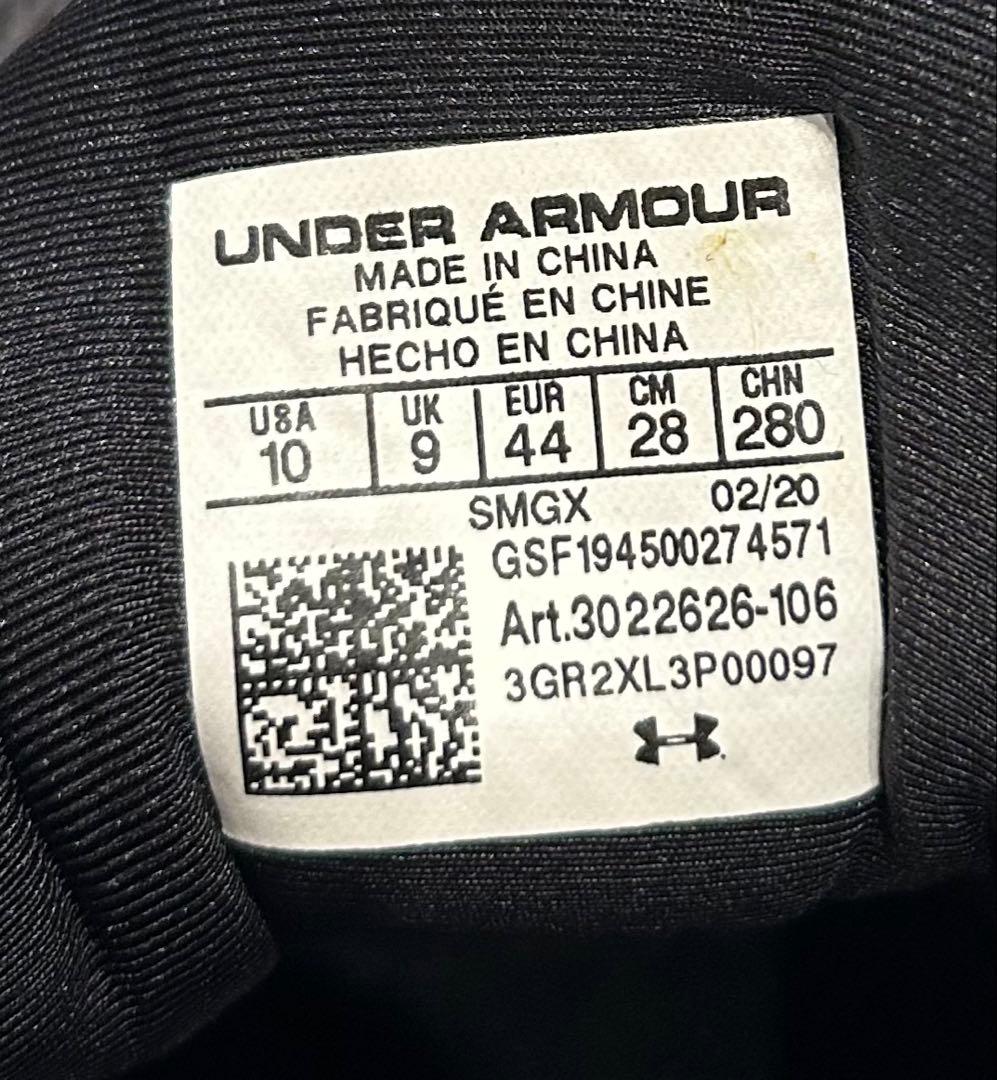 UNDER ARMOUR
MADE IN CHINA
FABRIQUÉ EN CHINE
HECHO EN CHINA
USA UK EUR CM CHN
10 9 44 28 280
SMGX 02/20
GSF194500274571
Art.3022626-106
3GR2XL3P00097